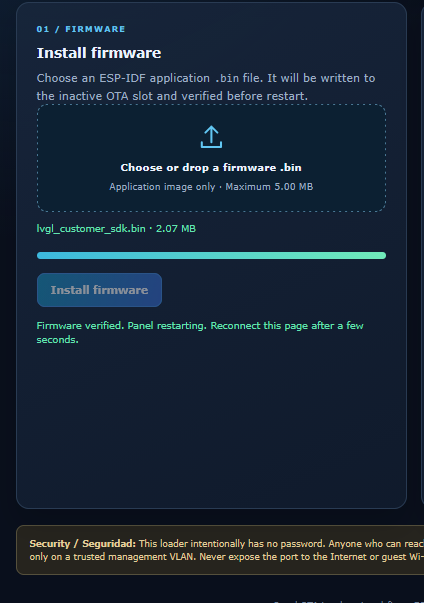 01 / FIRMWARE
Install firmware
Choose an ESP-IDF application .bin file. It will be written to
the inactive OTA slot and verified before restart.
Choose or drop a firmware .bin
Application image only · Maximum 5.00 MB
lvgl_customer_sdk.bin · 2.07 MB
Install firmware
Firmware verified. Panel restarting. Reconnect this page after a few
seconds.
Security / Seguridad: This loader intentionally has no password. Anyone who can reac
only on a trusted management VLAN. Never expose the port to the Internet or guest Wi-